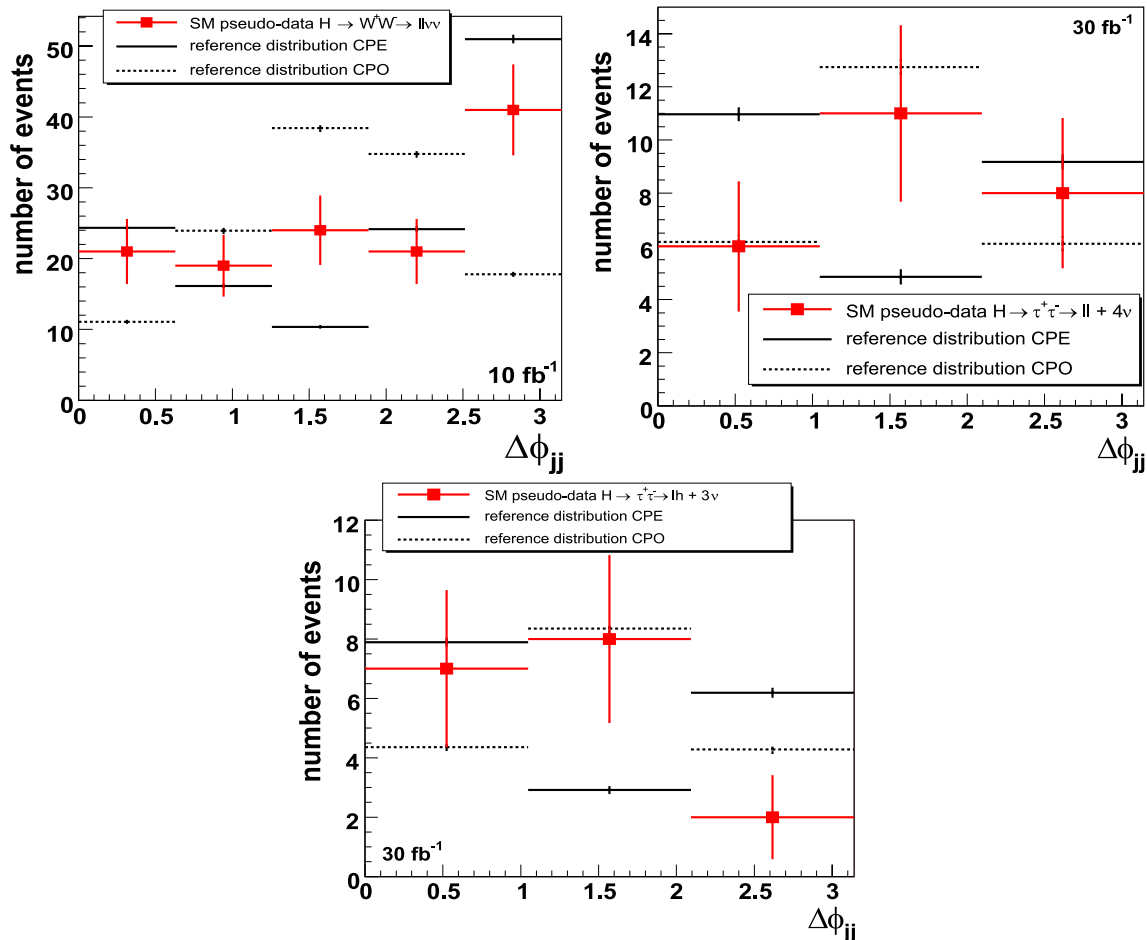 SM pseudo-data H → W⁺W⁻→ llνν
reference distribution CPE
reference distribution CPO
number of events
50
40
30
20
10
0
10 fb⁻¹
0 0.5 1 1.5 2 2.5 3
Δϕjj
30 fb⁻¹
number of events
14
12
10
8
6
4
2
0
SM pseudo-data H → τ⁺τ⁻→ ll + 4ν
reference distribution CPE
reference distribution CPO
0 0.5 1 1.5 2 2.5 3
Δϕjj
SM pseudo-data H → τ⁺τ⁻→ lh + 3ν
reference distribution CPE
reference distribution CPO
number of events
12
10
8
6
4
2
0
30 fb⁻¹
0 0.5 1 1.5 2 2.5 3
Δϕjj